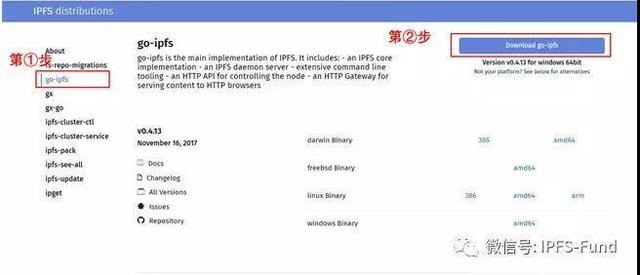 IPFS distributions
第①步
About
fs-repo-migrations
go-ipfs
gx
gx-go
ipfs-cluster-ctl
ipfs-cluster-service
ipfs-pack
ipfs-see-all
ipfs-update
ipget
go-ipfs
go-ipfs is the main implementation of IPFS. It includes: - an IPFS core
implementation - an IPFS daemon server - extensive command line
tooling - an HTTP API for controlling the node - an HTTP Gateway for
serving content to HTTP browsers
第②步
Download go-ipfs
Version v0.4.13 for windows 64bit
Not your platform? See below for alternatives
v0.4.13
November 16, 2017
Docs
Changelog
All Versions
Issues
Repository
darwin Binary 386 amd64
freebsd Binary amd64
linux Binary 386 amd64 arm
windows Binary amd64
微信号: IPFS-Fund